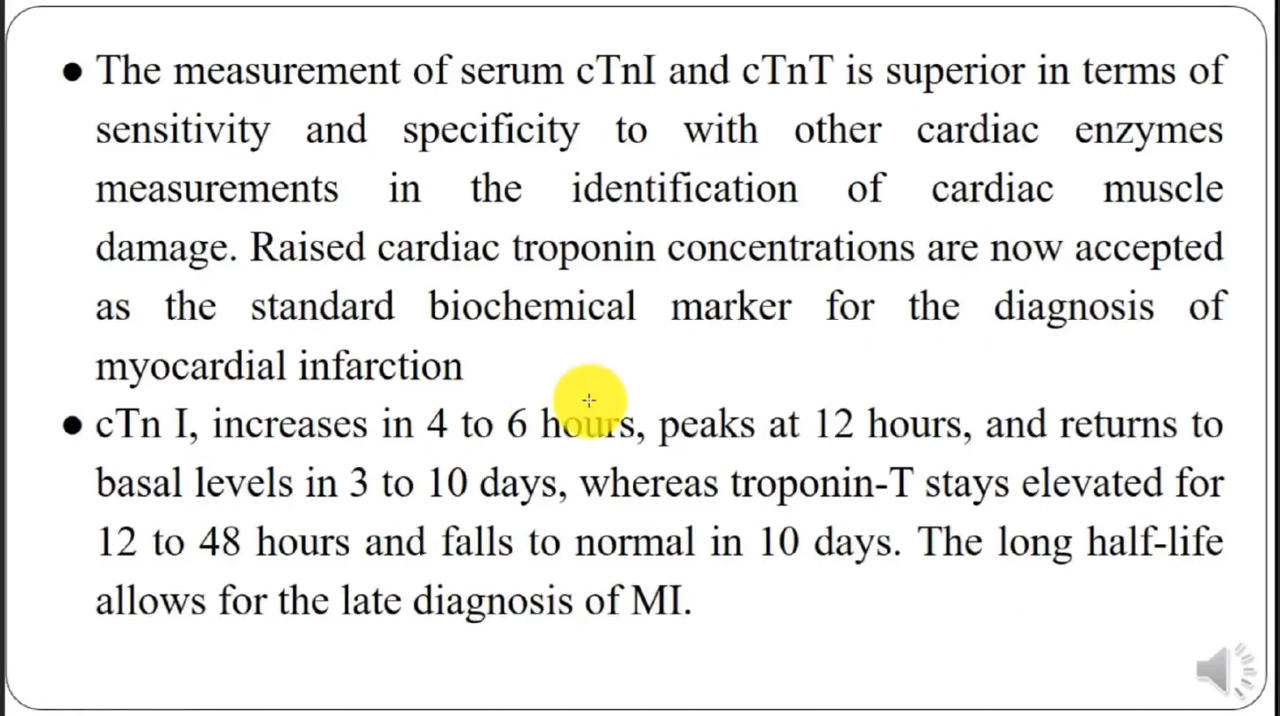 ● The measurement of serum cTnI and cTnT is superior in terms of
sensitivity and specificity to with other cardiac enzymes
measurements in the identification of cardiac muscle
damage. Raised cardiac troponin concentrations are now accepted
as the standard biochemical marker for the diagnosis of
myocardial infarction
● cTn I, increases in 4 to 6 hours, peaks at 12 hours, and returns to
basal levels in 3 to 10 days, whereas troponin-T stays elevated for
12 to 48 hours and falls to normal in 10 days. The long half-life
allows for the late diagnosis of MI.